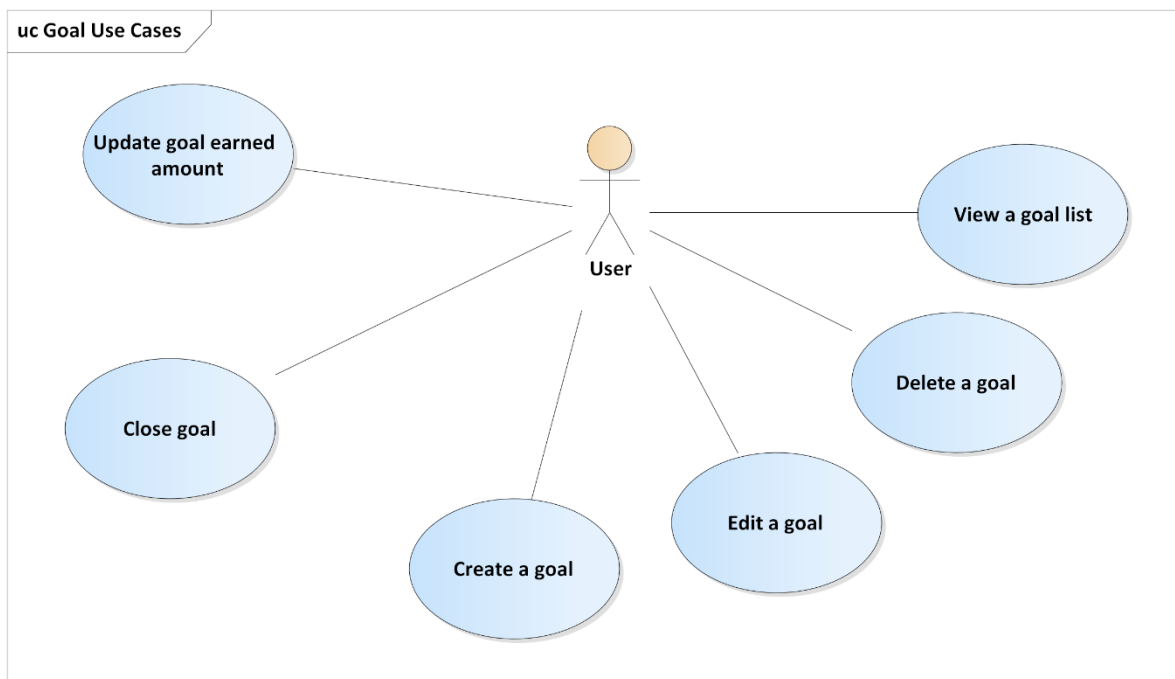 uc Goal Use Cases
Update goal earned
amount
View a goal list
User
Delete a goal
Close goal
Edit a goal
Create a goal